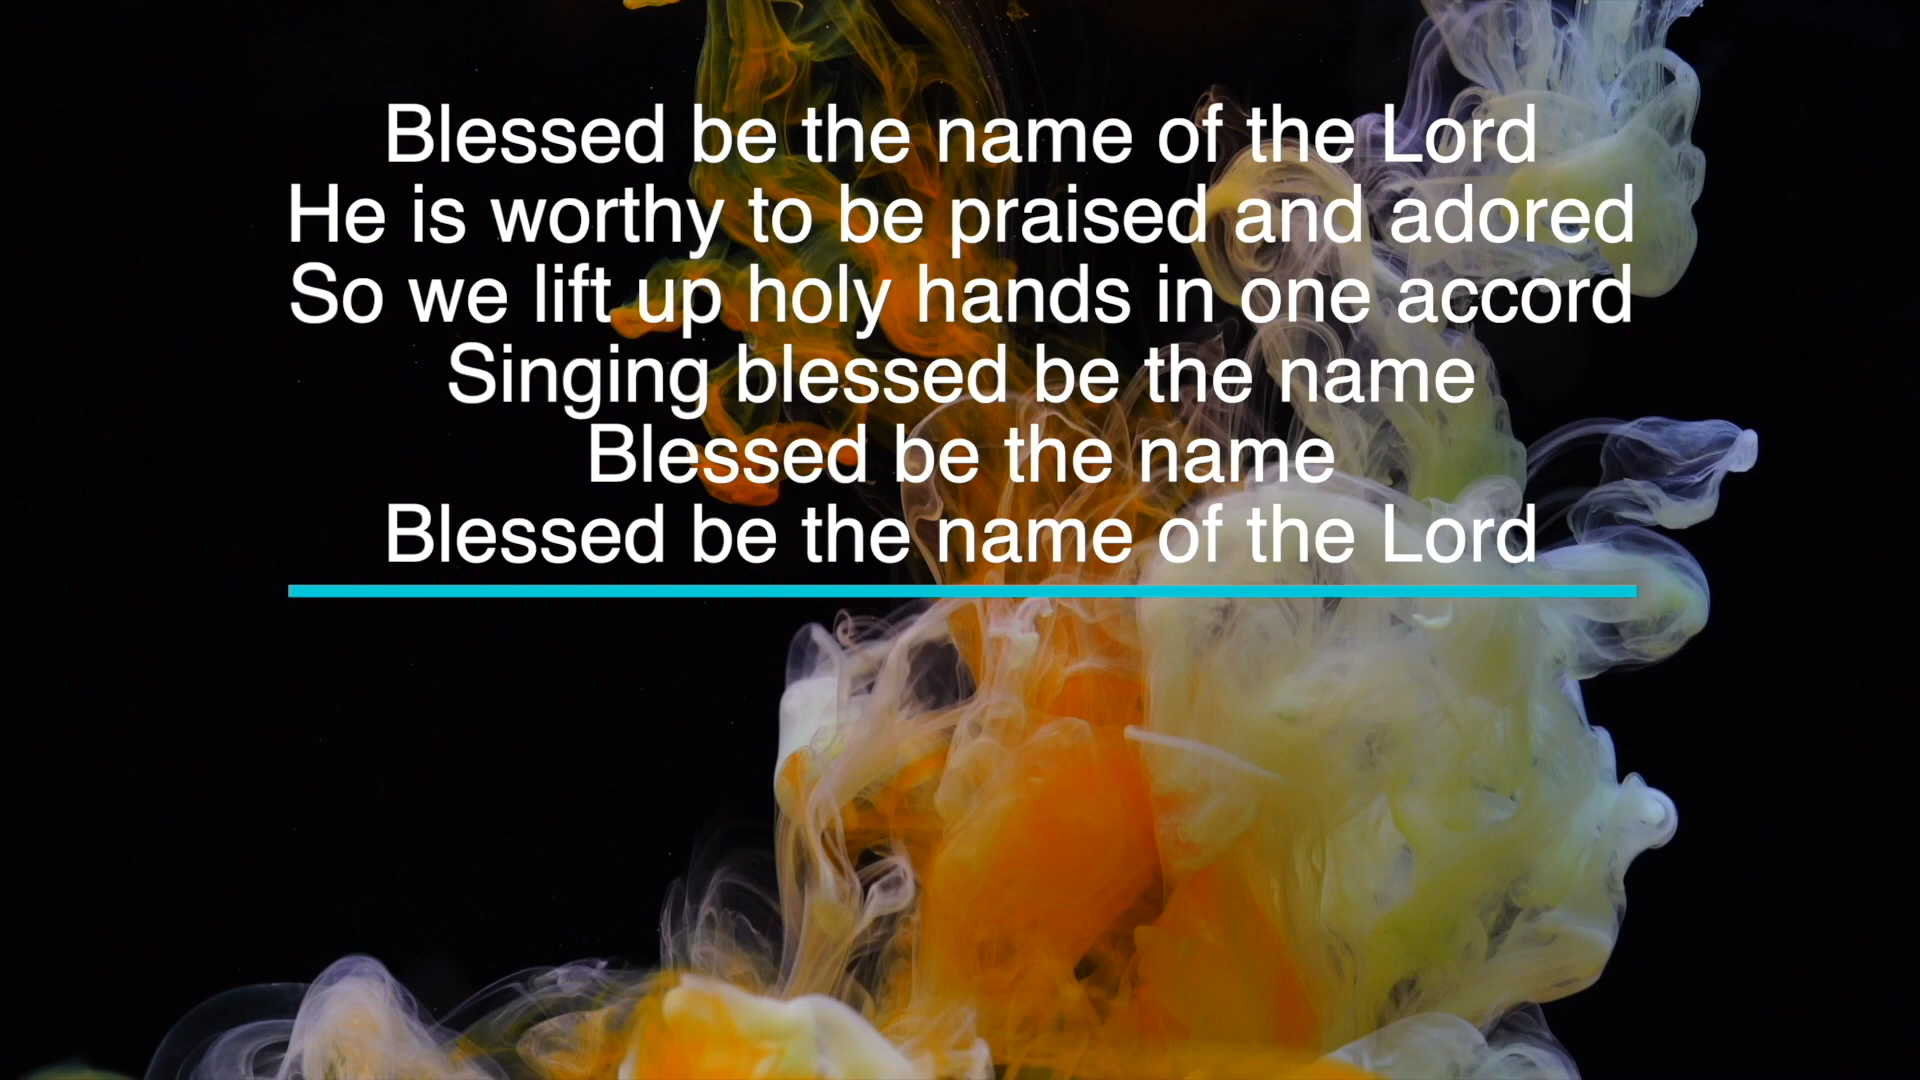 Blessed be the name of the Lord
He is worthy to be praised and adored
So we lift up holy hands in one accord
Singing blessed be the name
Blessed be the name
Blessed be the name of the Lord